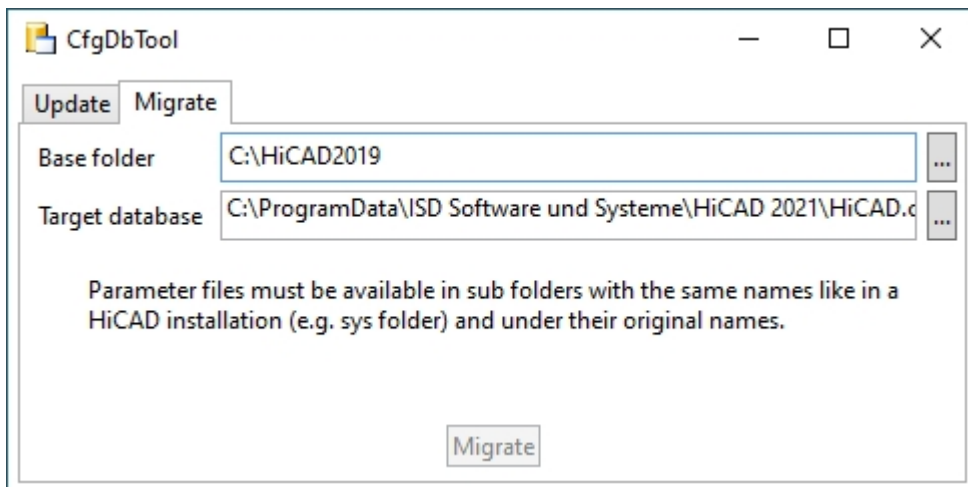 CfgDbTool
Update Migrate
Base folder C:\HiCAD2019 ...
Target database C:\ProgramData\ISD Software und Systeme\HiCAD 2021\HiCAD.c ...
Parameter files must be available in sub folders with the same names like in a
HiCAD installation (e.g. sys folder) and under their original names.
Migrate